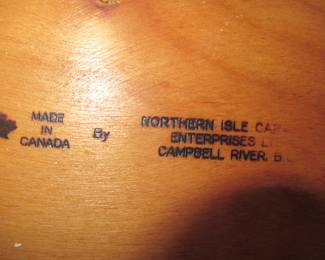 MADE
IN
CANADA
By
NORTHERN ISLE
ENTERPRISES
CAMPBELL RIVER, B.C.